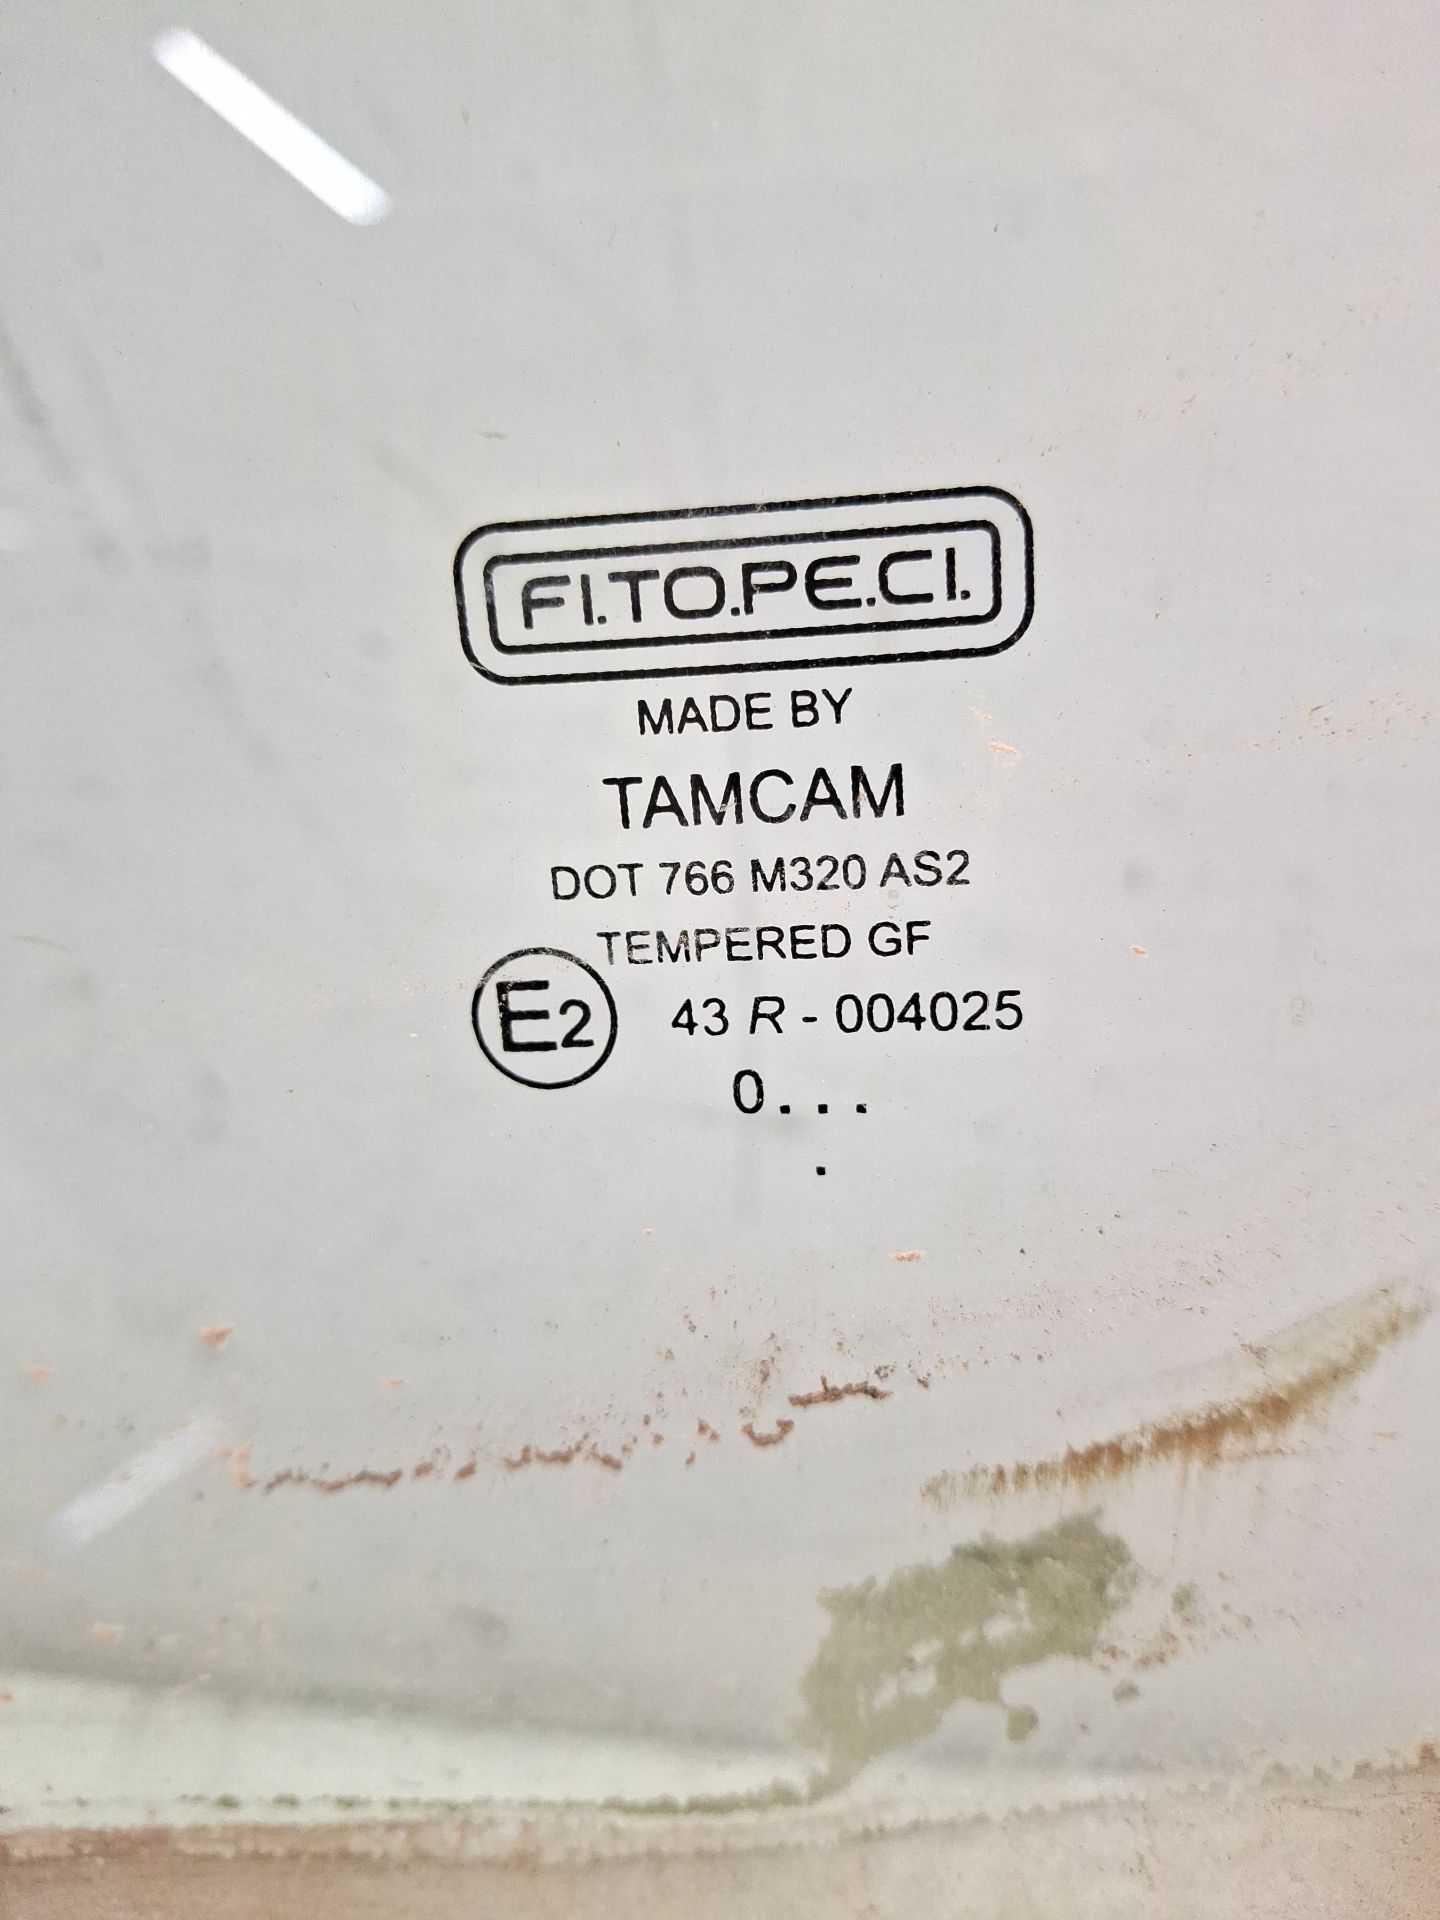 FI.TO.PE.CI.
MADE BY
TAMCAM
DOT 766 M320 AS2
TEMPERED GF
E2 43 R - 004025
0...
.